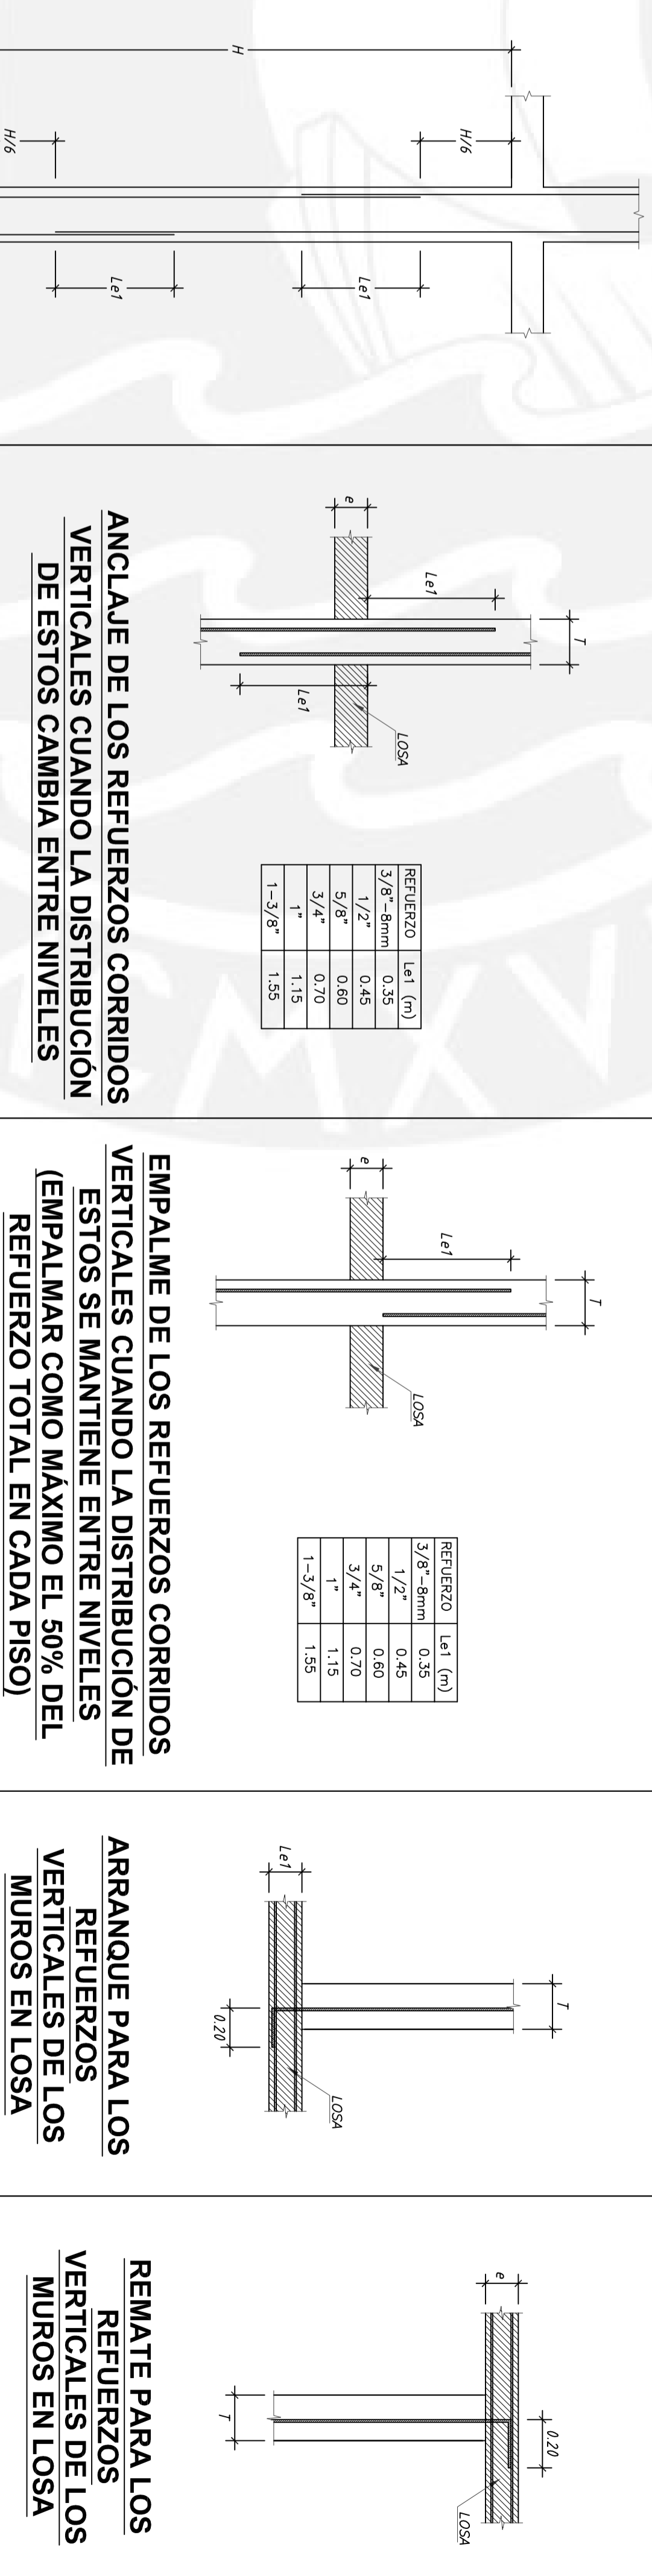 H
H/6
H/6
Le1
Le1
e
Le1
T
Le1
LOSA
REFUERZO Le1 (m)
3/8"-8mm 0.35
1/2" 0.45
5/8" 0.60
3/4" 0.70
1" 1.15
1-3/8" 1.55
ANCLAJE DE LOS REFUERZOS CORRIDOS
VERTICALES CUANDO LA DISTRIBUCIÓN
DE ESTOS CAMBIA ENTRE NIVELES
e
Le1
T
LOSA
REFUERZO Le1 (m)
3/8"-8mm 0.35
1/2" 0.45
5/8" 0.60
3/4" 0.70
1" 1.15
1-3/8" 1.55
EMPALME DE LOS REFUERZOS CORRIDOS
VERTICALES CUANDO LA DISTRIBUCIÓN DE
ESTOS SE MANTIENE ENTRE NIVELES
(EMPALMAR COMO MÁXIMO EL 50% DEL
REFUERZO TOTAL EN CADA PISO)
Le1
T
0.20
LOSA
ARRANQUE PARA LOS
REFUERZOS
VERTICALES DE LOS
MUROS EN LOSA
e
0.20
T
LOSA
REMATE PARA LOS
REFUERZOS
VERTICALES DE LOS
MUROS EN LOSA